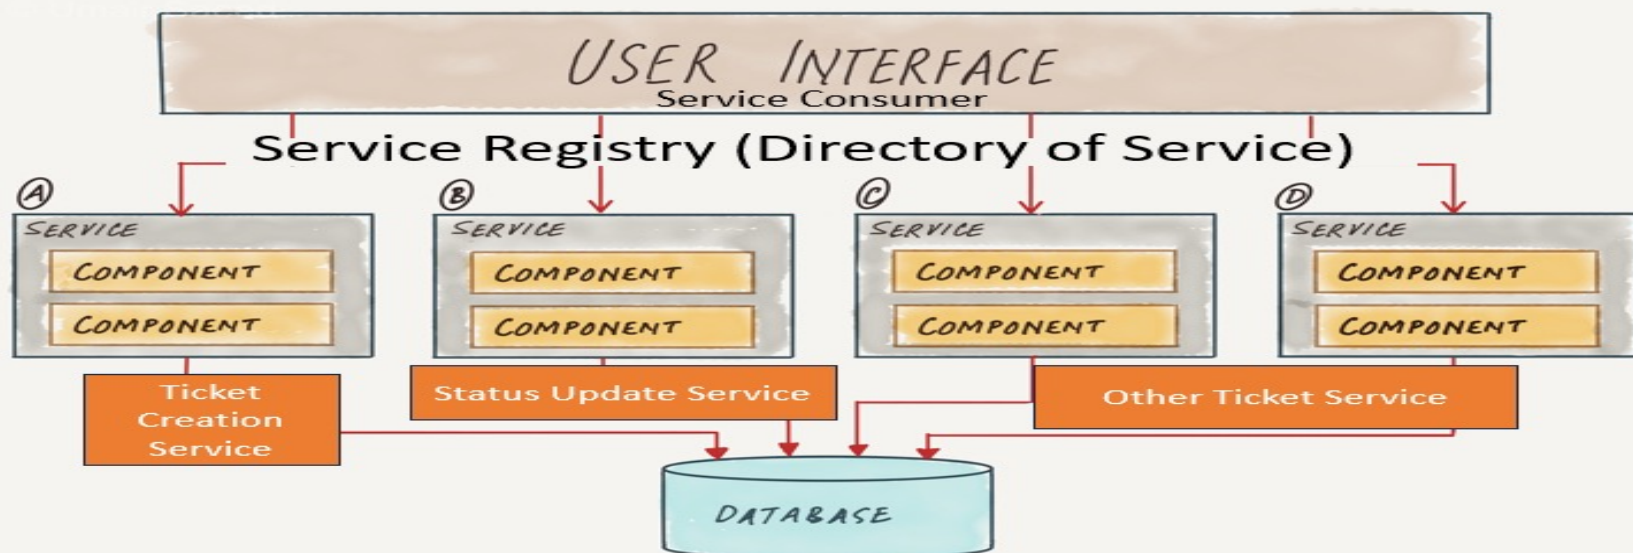 USER INTERFACE
Service Consumer
Service Registry (Directory of Service)
A
B
C
D
SERVICE
SERVICE
SERVICE
SERVICE
COMPONENT
COMPONENT
COMPONENT
COMPONENT
COMPONENT
COMPONENT
COMPONENT
COMPONENT
Ticket
Creation
Service
Status Update Service
Other Ticket Service
DATABASE